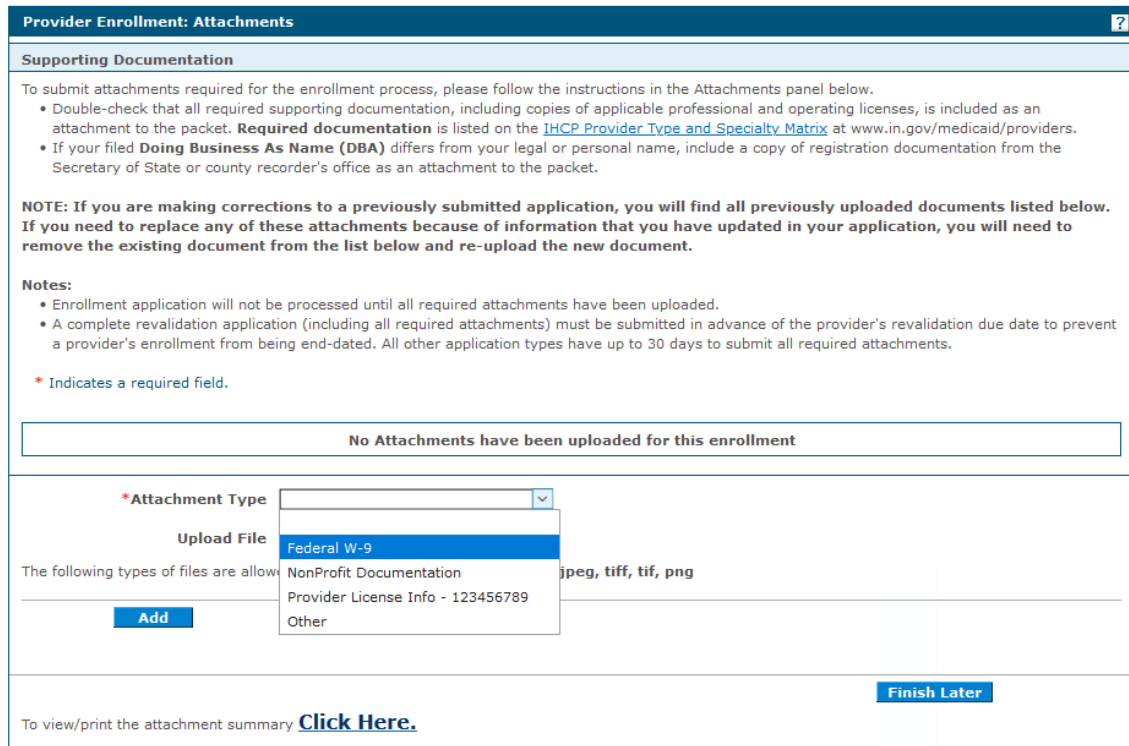 Provider Enrollment: Attachments ?
Supporting Documentation
To submit attachments required for the enrollment process, please follow the instructions in the Attachments panel below.
• Double-check that all required supporting documentation, including copies of applicable professional and operating licenses, is included as an
attachment to the packet. Required documentation is listed on the IHCP Provider Type and Specialty Matrix at www.in.gov/medicaid/providers.
• If your filed Doing Business As Name (DBA) differs from your legal or personal name, include a copy of registration documentation from the
Secretary of State or county recorder's office as an attachment to the packet.
NOTE: If you are making corrections to a previously submitted application, you will find all previously uploaded documents listed below.
If you need to replace any of these attachments because of information that you have updated in your application, you will need to
remove the existing document from the list below and re-upload the new document.
Notes:
• Enrollment application will not be processed until all required attachments have been uploaded.
• A complete revalidation application (including all required attachments) must be submitted in advance of the provider's revalidation due date to prevent
a provider's enrollment from being end-dated. All other application types have up to 30 days to submit all required attachments.
* Indicates a required field.
No Attachments have been uploaded for this enrollment
*Attachment Type
Upload File
Federal W-9
The following types of files are allow jpeg, tiff, tif, png
NonProfit Documentation
Provider License Info - 123456789
Add
Other
Finish Later
To view/print the attachment summary Click Here.